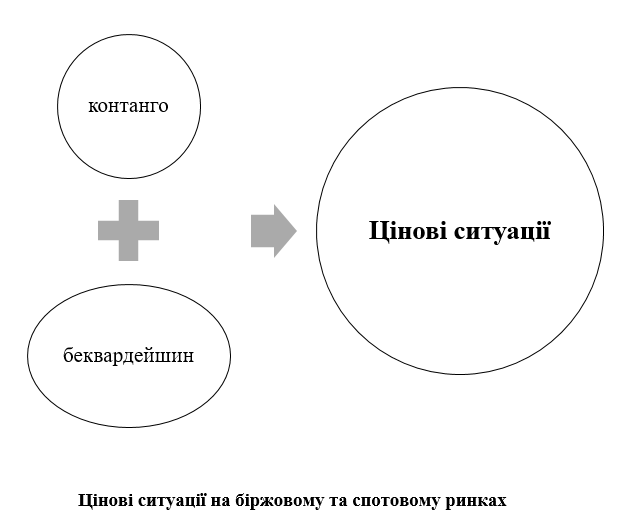 контанго
беквардейшин
Цінові ситуації
Цінові ситуації на біржовому та спотовому ринках